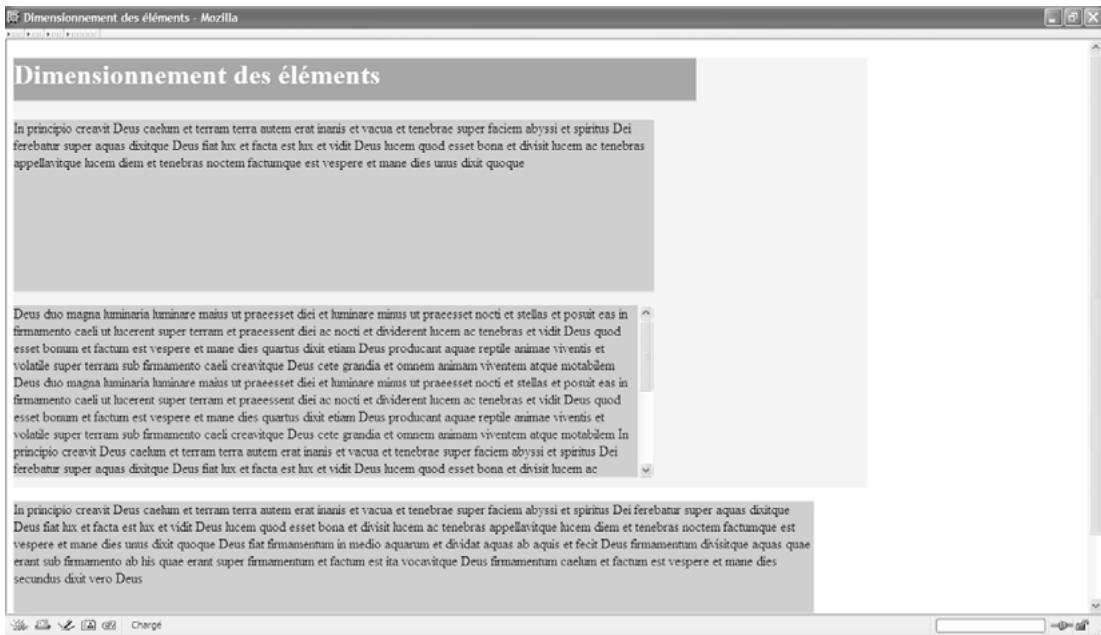 Dimensionnement des éléments - Mozilla
Dimensionnement des éléments
In principio creavit Deus caelum et terram terra autem erat inanis et vacua et tenebrae super faciem abyssi et spiritus Dei
ferebatur super aquas dixitque Deus fiat lux et facta est lux et vidit Deus lucem quod esset bona et divisit lucem ac tenebras
appellavitque lucem diem et tenebras noctem factumque est vespere et mane dies unus dixit quoque
Deus duo magna luminaria luminare maius ut praeesset diei et luminare minus ut praeesset nocti et stellas et posuit eas in
firmamento caeli ut lucerent super terram et praeessent diei ac nocti et dividerent lucem ac tenebras et vidit Deus quod
esset bonum et factum est vespere et mane dies quartus dixit etiam Deus producant aquae reptile animae viventis et
volatile super terram sub firmamento caeli creavitque Deus cete grandia et omnem animam viventem atque motabilem
Deus duo magna luminaria luminare maius ut praeesset diei et luminare minus ut praeesset nocti et stellas et posuit eas in
firmamento caeli ut lucerent super terram et praeessent diei ac nocti et dividerent lucem ac tenebras et vidit Deus quod
esset bonum et factum est vespere et mane dies quartus dixit etiam Deus producant aquae reptile animae viventis et
volatile super terram sub firmamento caeli creavitque Deus cete grandia et omnem animam viventem atque motabilem In
principio creavit Deus caelum et terram terra autem erat inanis et vacua et tenebrae super faciem abyssi et spiritus Dei
ferebatur super aquas dixitque Deus fiat lux et facta est lux et vidit Deus lucem quod esset bona et divisit lucem ac
In principio creavit Deus caelum et terram terra autem erat inanis et vacua et tenebrae super faciem abyssi et spiritus Dei ferebatur super aquas dixitque
Deus fiat lux et facta est lux et vidit Deus lucem quod esset bona et divisit lucem ac tenebras appellavitque lucem diem et tenebras noctem factumque est
vespere et mane dies unus dixit quoque Deus fiat firmamentum in medio aquarum et dividat aquas ab aquis et fecit Deus firmamentum divisitque aquas quae
erant sub firmamento ab his quae erant super firmamentum et factum est ita vocavitque Deus firmamentum caelum et factum est vespere et mane dies
secundus dixit vero Deus
Chargé